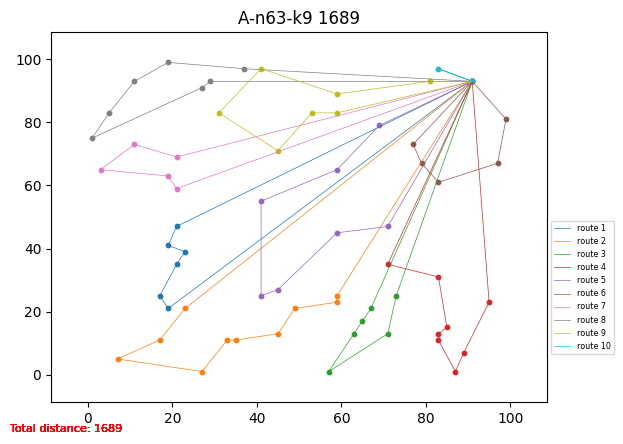 A-n63-k9 1689
100
80
60
40
20
0
0 20 40 60 80 100
route 1
route 2
route 3
route 4
route 5
route 6
route 7
route 8
route 9
route 10
Total distance: 1689